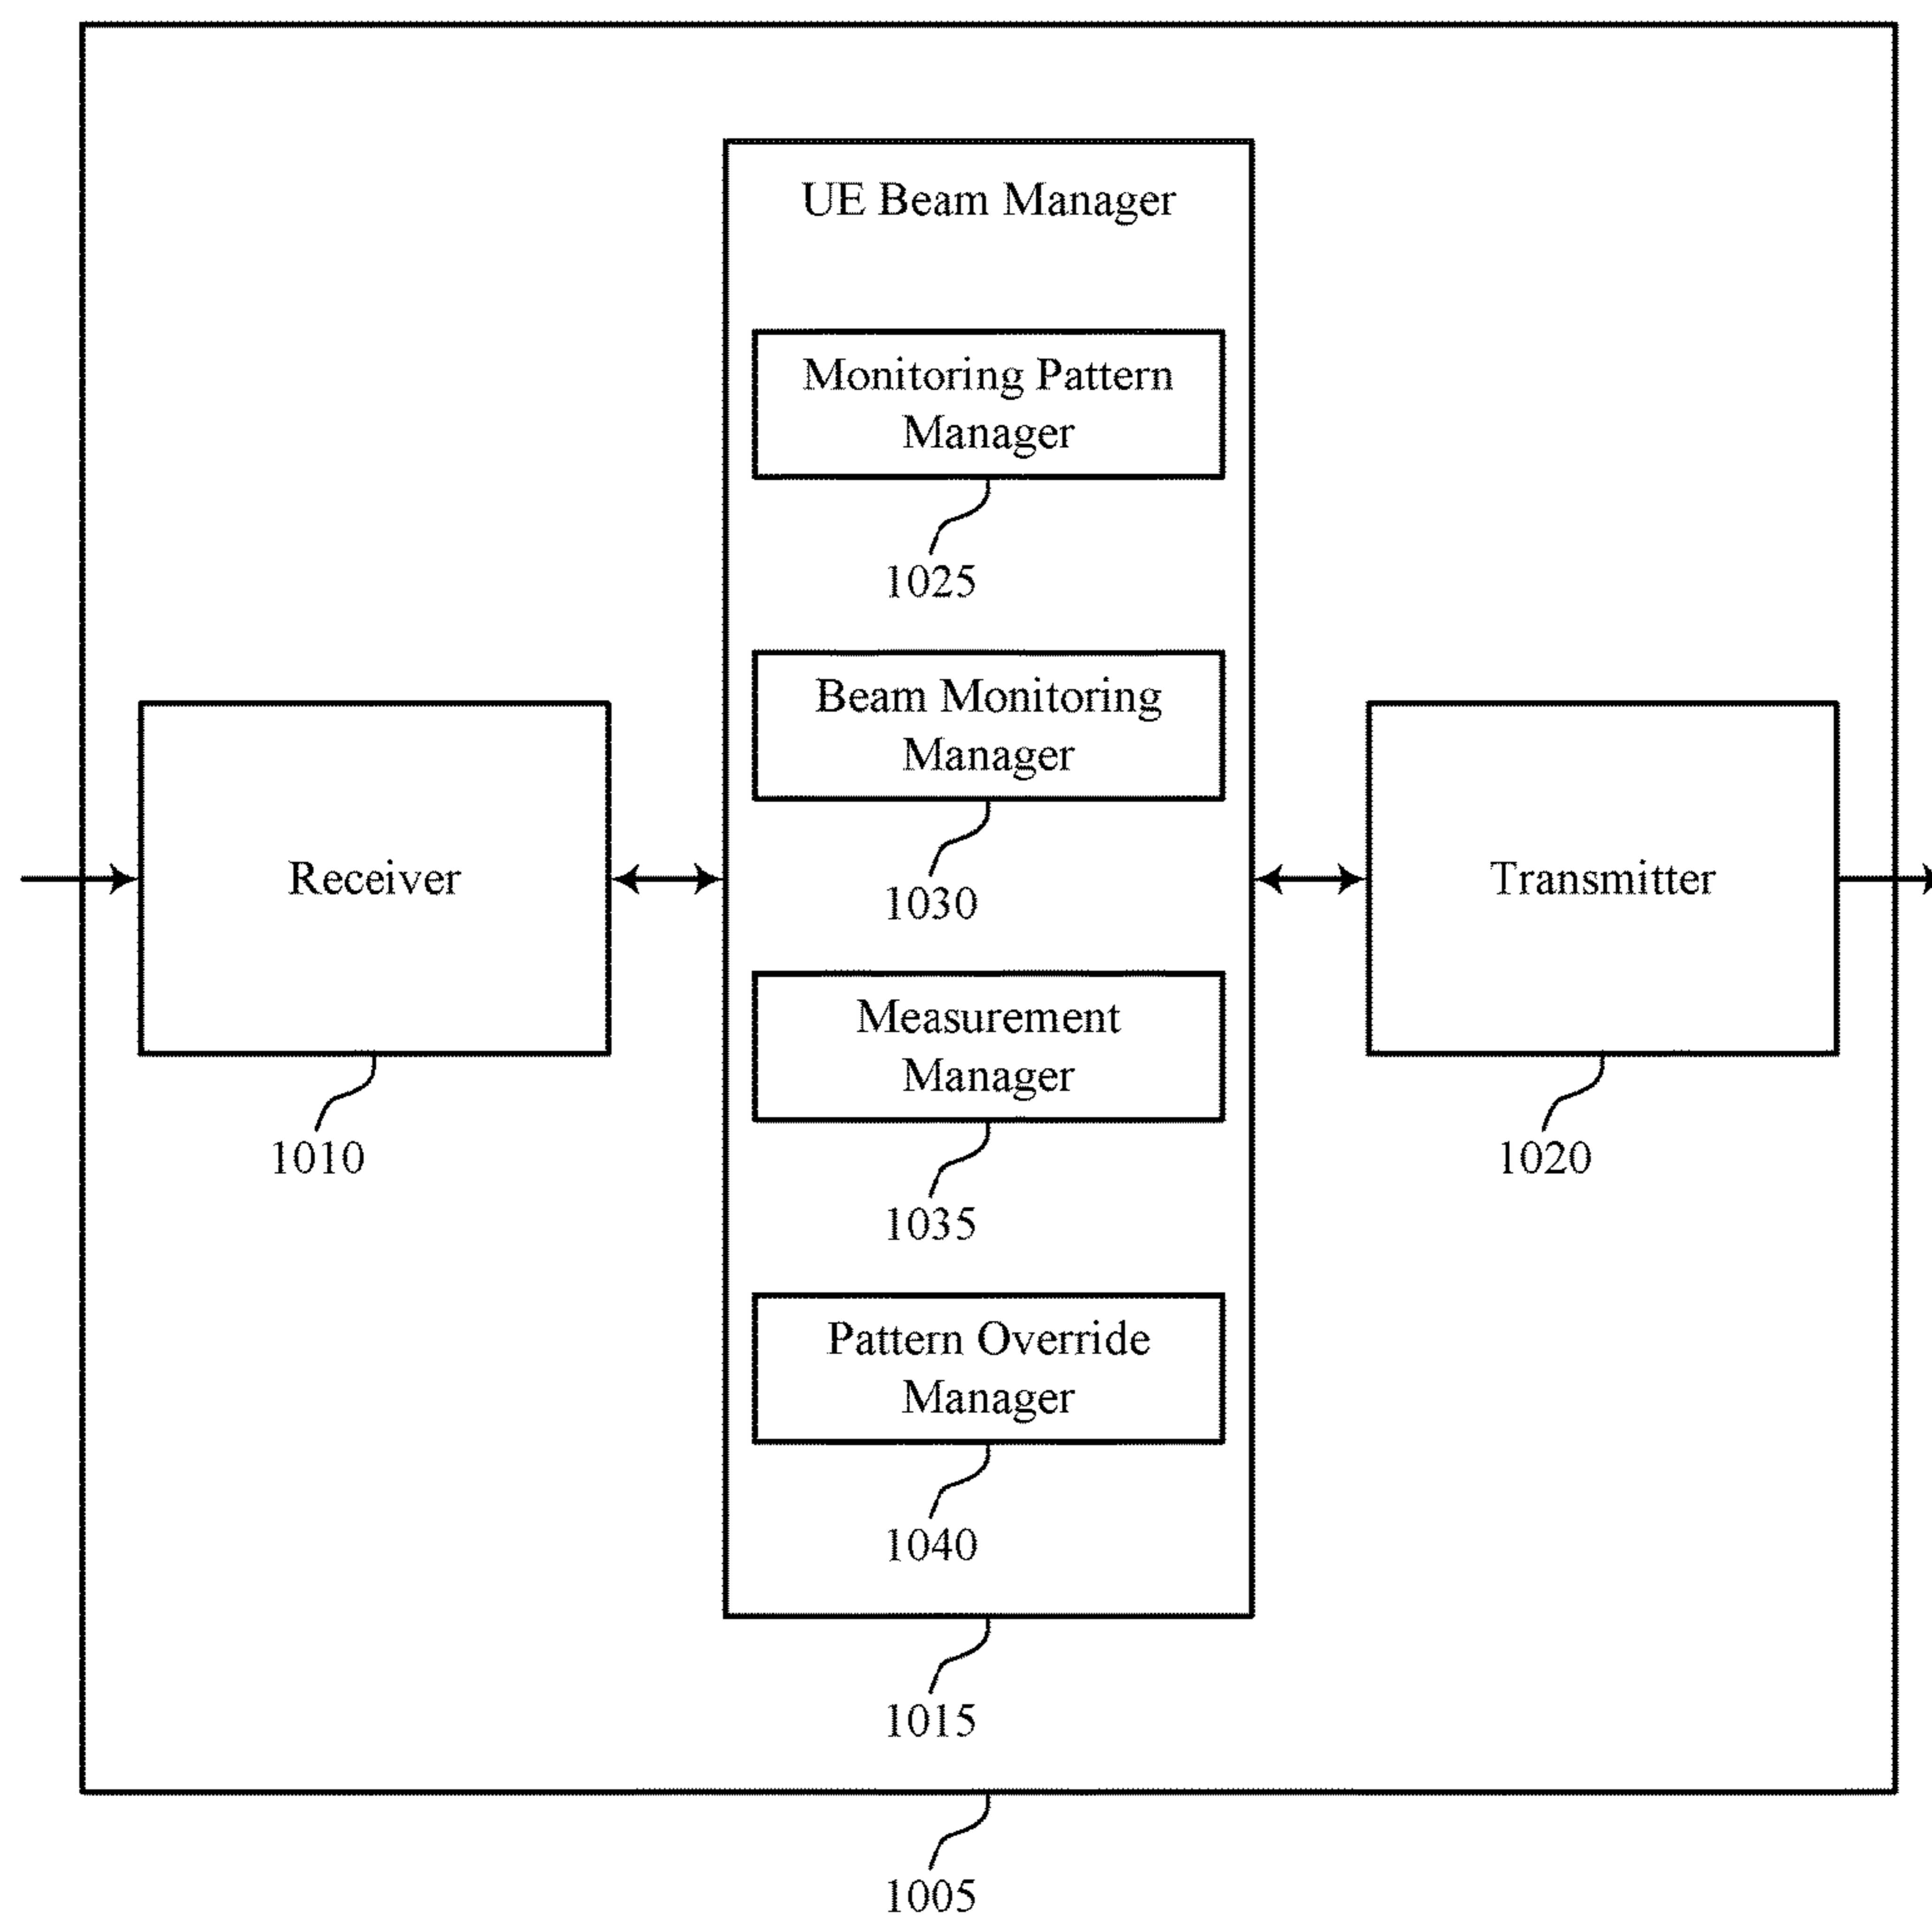 UE Beam Manager
Monitoring Pattern
Manager
1025
Beam Monitoring
Manager
1030
Receiver
1010
Transmitter
1020
Measurement
Manager
1035
Pattern Override
Manager
1040
1015
1005